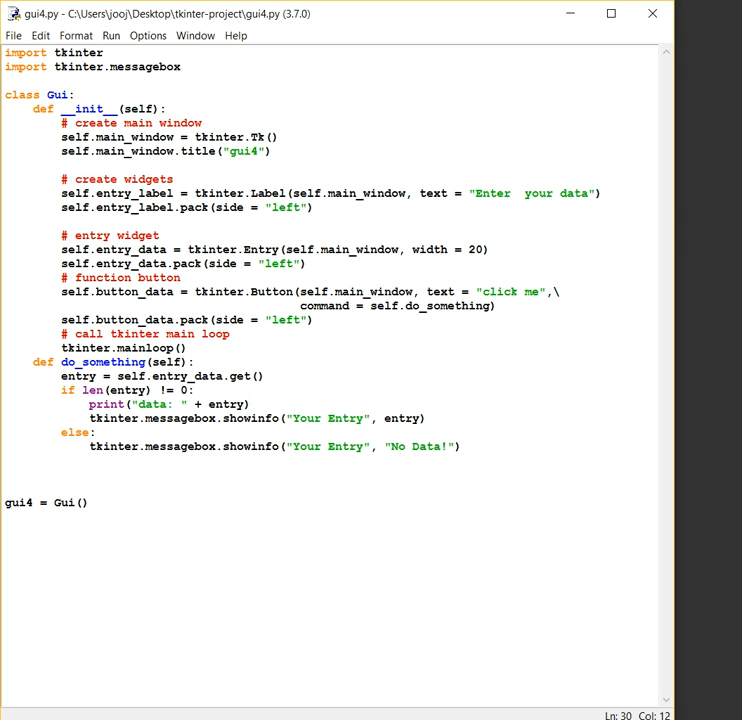 gui4.py - C:\Users\jooj\Desktop\tkinter-project\gui4.py (3.7.0)
File Edit Format Run Options Window Help
import tkinter
import tkinter.messagebox
class Gui:
    def __init__(self):
        # create main window
        self.main_window = tkinter.Tk()
        self.main_window.title("gui4")
        # create widgets
        self.entry_label = tkinter.Label(self.main_window, text = "Enter  your data")
        self.entry_label.pack(side = "left")
        # entry widget
        self.entry_data = tkinter.Entry(self.main_window, width = 20)
        self.entry_data.pack(side = "left")
        # function button
        self.button_data = tkinter.Button(self.main_window, text = "click me",\
                                          command = self.do_something)
        self.button_data.pack(side = "left")
        # call tkinter main loop
        tkinter.mainloop()
    def do_something(self):
        entry = self.entry_data.get()
        if len(entry) != 0:
            print("data: " + entry)
            tkinter.messagebox.showinfo("Your Entry", entry)
        else:
            tkinter.messagebox.showinfo("Your Entry", "No Data!")
gui4 = Gui()
Ln: 30 Col: 12